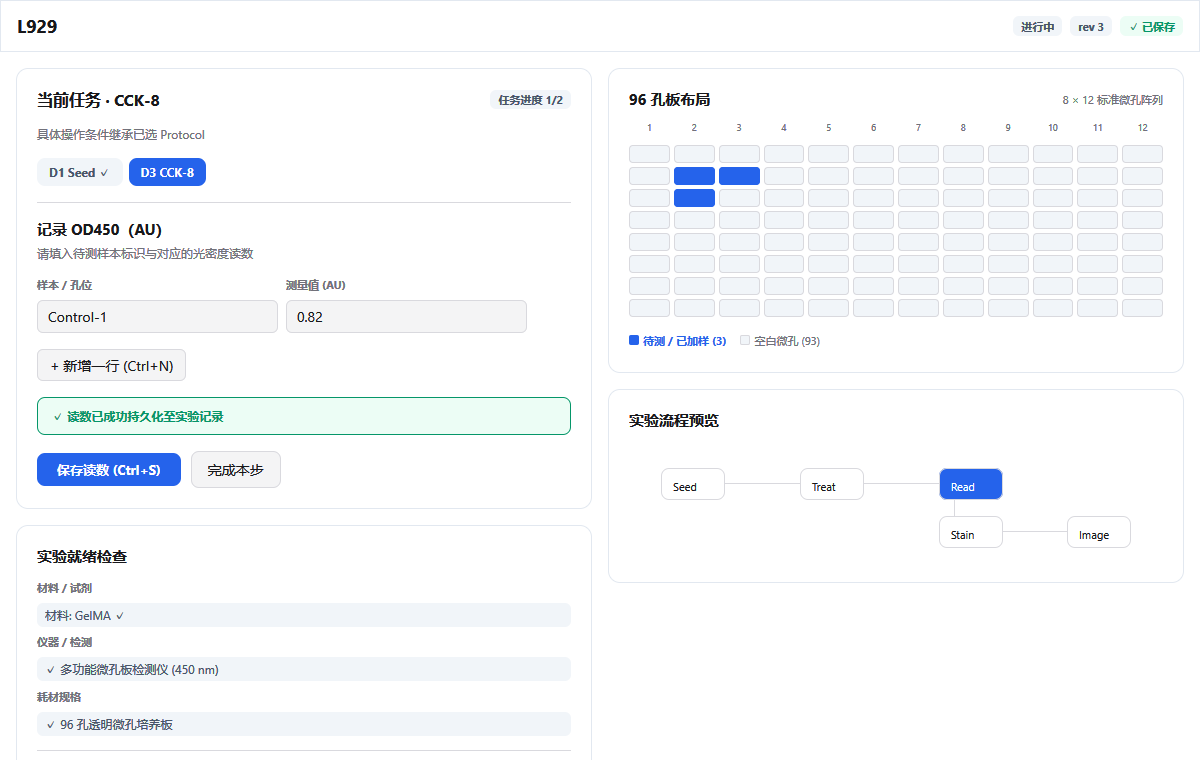 L929
进行中
rev 3
✓ 已保存
当前任务 · CCK-8
任务进度 1/2
具体操作条件继承已选 Protocol
D1 Seed ✓
D3 CCK-8
记录 OD450（AU）
请填入待测样本标识与对应的光密度读数
样本 / 孔位
测量值 (AU)
Control-1
0.82
+ 新增一行 (Ctrl+N)
✓ 读数已成功持久化至实验记录
保存读数 (Ctrl+S)
完成本步
实验就绪检查
材料 / 试剂
材料: GelMA ✓
仪器 / 检测
✓ 多功能微孔板检测仪 (450 nm)
耗材规格
✓ 96 孔透明微孔培养板
96 孔板布局
8 × 12 标准微孔阵列
1 2 3 4 5 6 7 8 9 10 11 12
待测 / 已加样 (3)
空白微孔 (93)
实验流程预览
Seed
Treat
Read
Stain
Image